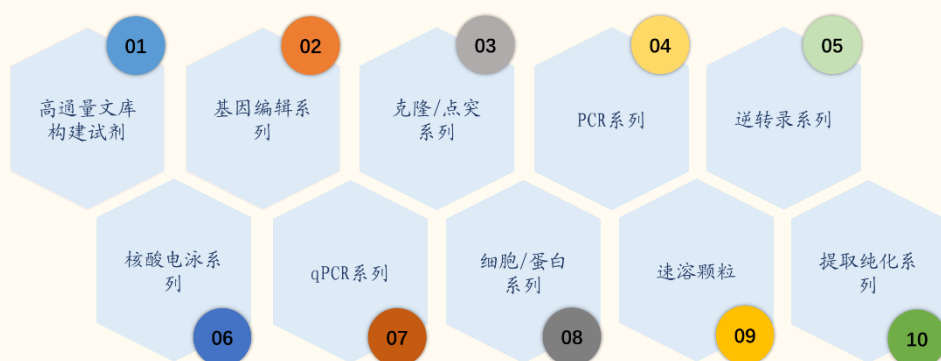 01
高通量文库
构建试剂
02
基因编辑系
列
03
克隆/点突
系列
04
PCR系列
05
逆转录系列
核酸电泳系
列
06
qPCR系列
07
细胞/蛋白
系列
08
速溶颗粒
09
提取纯化系
列
10